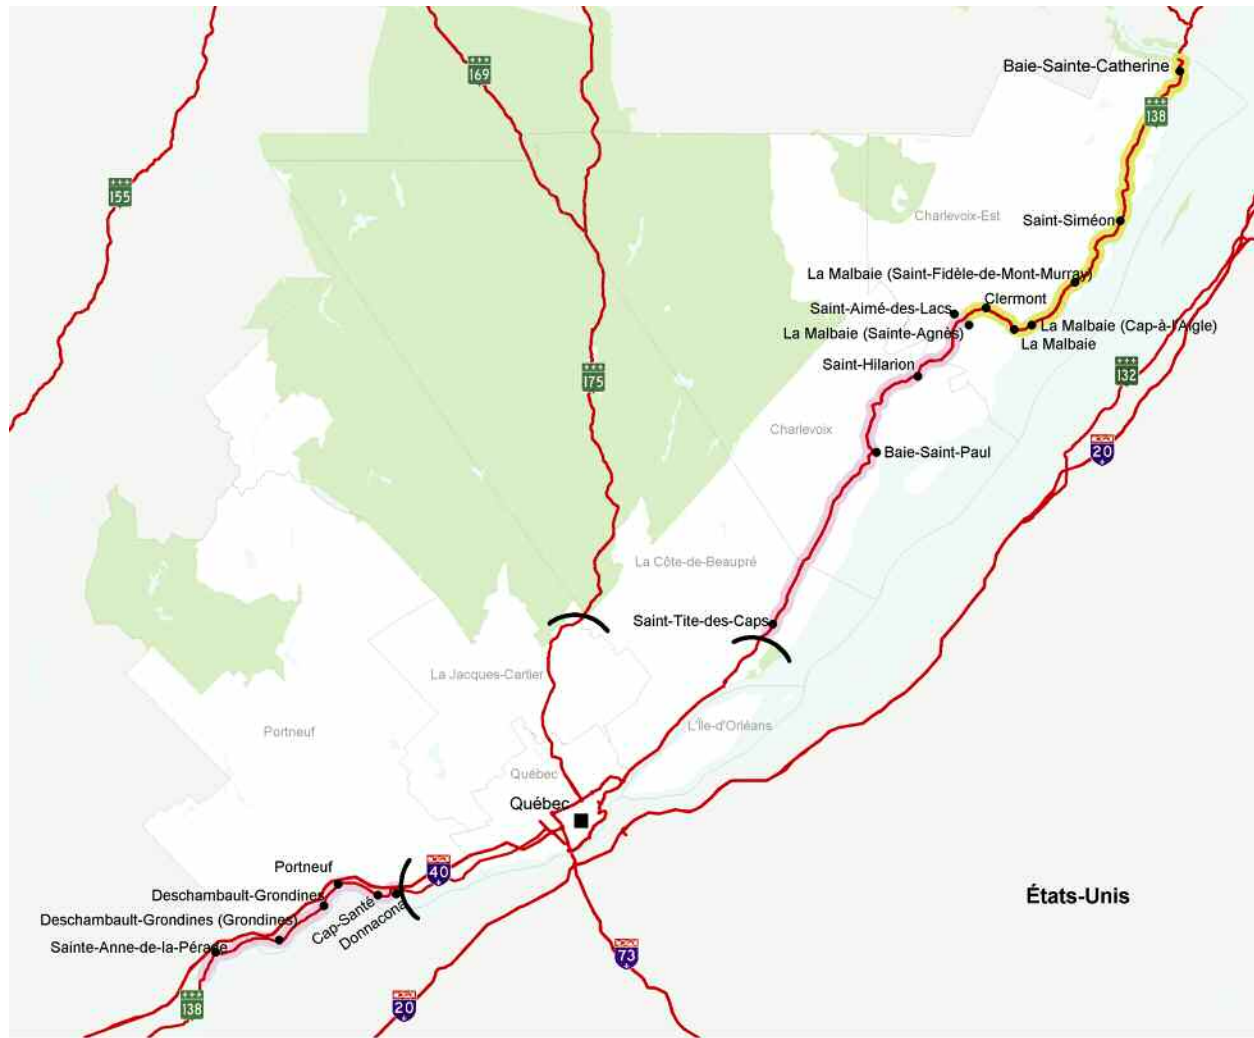 Baie-Sainte-Catherine
169
138
155
Charlevoix-Est
Saint-Siméon
La Malbaie (Saint-Fidèle-de-Mont-Murray)
Clermont
Saint-Aimé-des-Lacs
La Malbaie (Cap-à-l'Aigle)
La Malbaie (Sainte-Agnès)
La Malbaie
Saint-Hilarion
175
132
Charlevoix
20
Baie-Saint-Paul
La Côte-de-Beaupré
Saint-Tite-des-Caps
La Jacques-Cartier
L'Île-d'Orléans
Portneuf
Québec
Québec
Portneuf
40
Deschambault-Grondines
États-Unis
Cap-Santé
Donnacona
Deschambault-Grondines (Grondines)
Sainte-Anne-de-la-Pérade
73
138
20